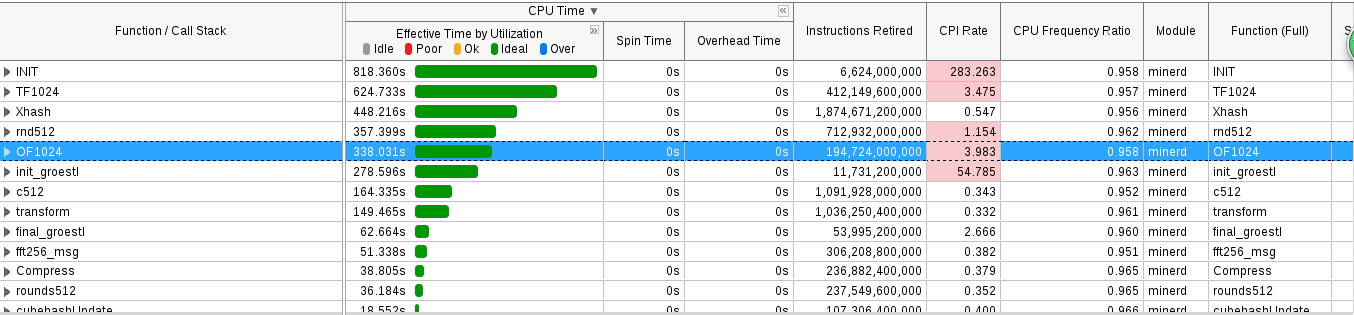 CPU Time ▼ «
Function / Call Stack Effective Time by Utilization » Spin Time Overhead Time Instructions Retired CPI Rate CPU Frequency Ratio Module Function (Full)
Idle Poor Ok Ideal Over
INIT 818.360s 0s 0s 6,624,000,000 283.263 0.958 minerd INIT
TF1024 624.733s 0s 0s 412,149,600,000 3.475 0.957 minerd TF1024
Xhash 448.216s 0s 0s 1,874,671,200,000 0.547 0.956 minerd Xhash
rnd512 357.399s 0s 0s 712,932,000,000 1.154 0.962 minerd rnd512
OF1024 338.031s 0s 0s 194,724,000,000 3.983 0.958 minerd OF1024
init_groestl 278.596s 0s 0s 11,731,200,000 54.785 0.963 minerd init_groestl
c512 164.335s 0s 0s 1,091,928,000,000 0.343 0.952 minerd c512
transform 149.465s 0s 0s 1,036,250,400,000 0.332 0.961 minerd transform
final_groestl 62.664s 0s 0s 53,995,200,000 2.666 0.960 minerd final_groestl
fft256_msg 51.338s 0s 0s 306,208,800,000 0.382 0.951 minerd fft256_msg
Compress 38.805s 0s 0s 236,882,400,000 0.379 0.965 minerd Compress
rounds512 36.184s 0s 0s 237,549,600,000 0.352 0.965 minerd rounds512
cubehashUpdate 18.552s 0s 0s 107,306,400,000 0.400 0.966 minerd cubehashUpdate